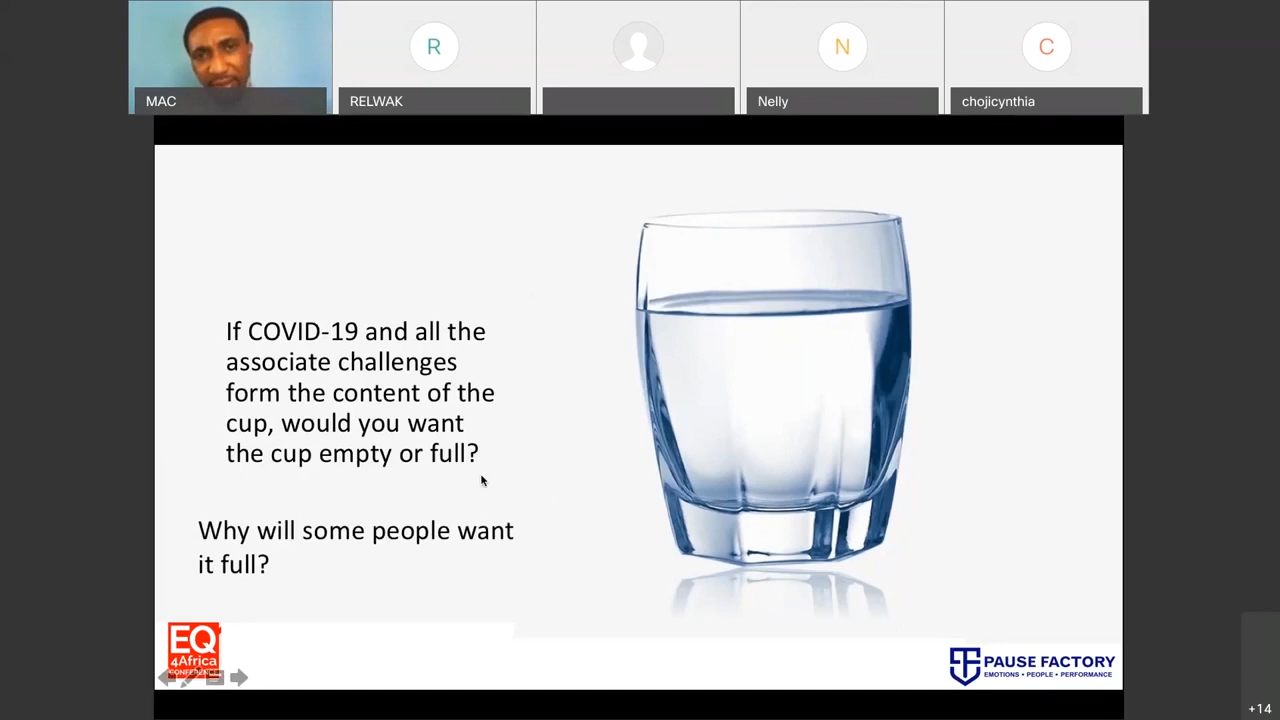 R
N
C
MAC
RELWAK
Nelly
chojicynthia
If COVID-19 and all the
associate challenges
form the content of the
cup, would you want
the cup empty or full?
Why will some people want
it full?
EQ
4Africa
CONFERENCE
PAUSE FACTORY
EMOTIONS • PEOPLE • PERFORMANCE
+14